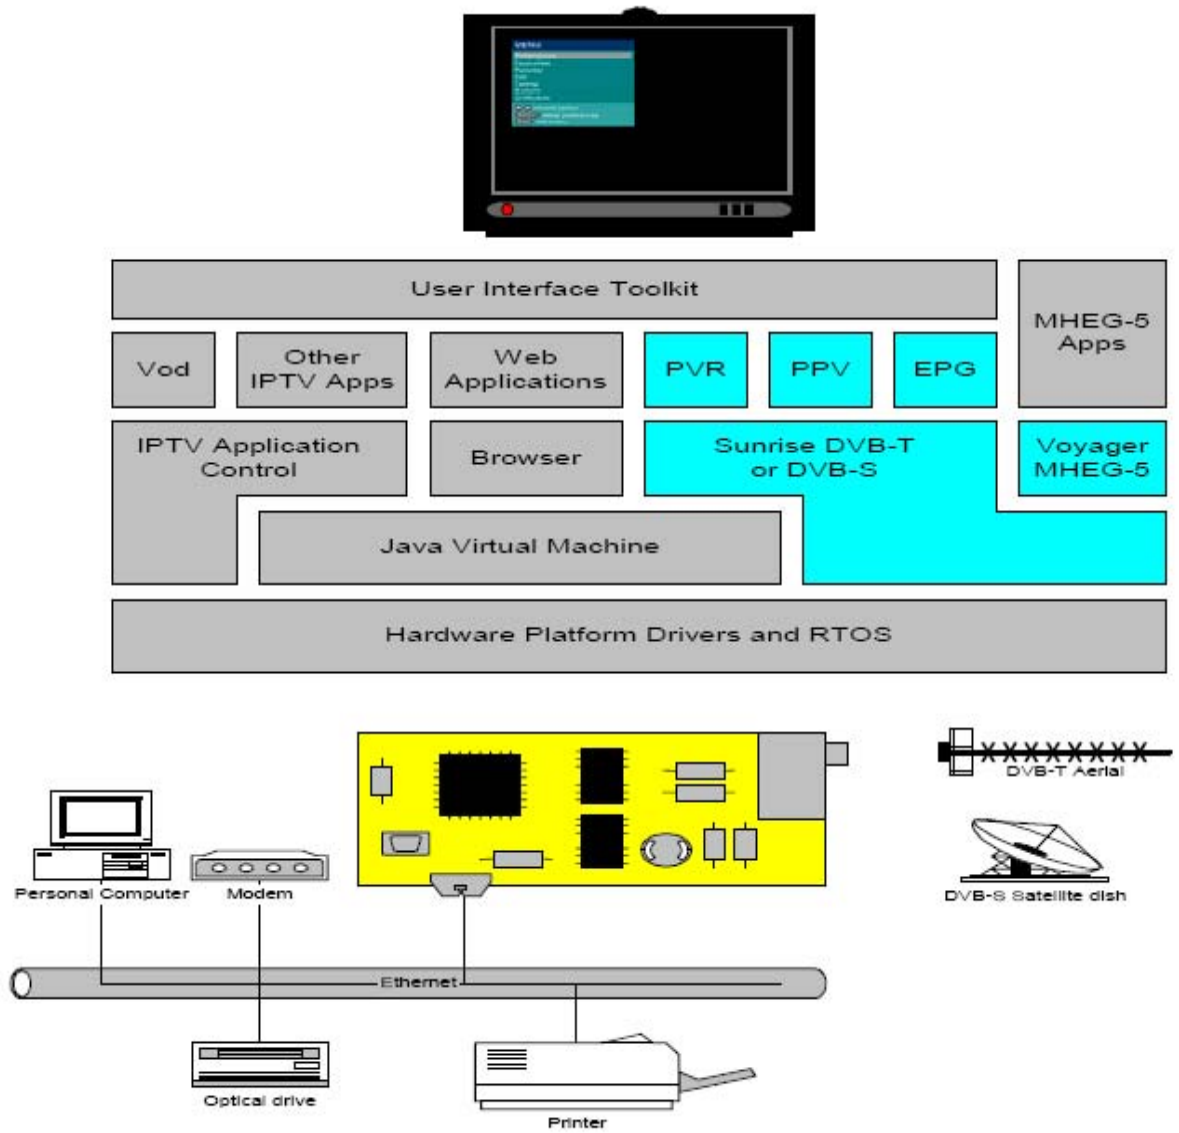 MENU
User Interface Toolkit
MHEG-5
Apps
Vod
Other
IPTV Apps
Web
Applications
PVR
PPV
EPG
IPTV Application
Control
Browser
Sunrise DVB-T
or DVB-S
Voyager
MHEG-5
Java Virtual Machine
Hardware Platform Drivers and RTOS
DVB-T Aerial
Personal Computer
Modem
DVB-S Satellite dish
Ethernet
Optical drive
Printer